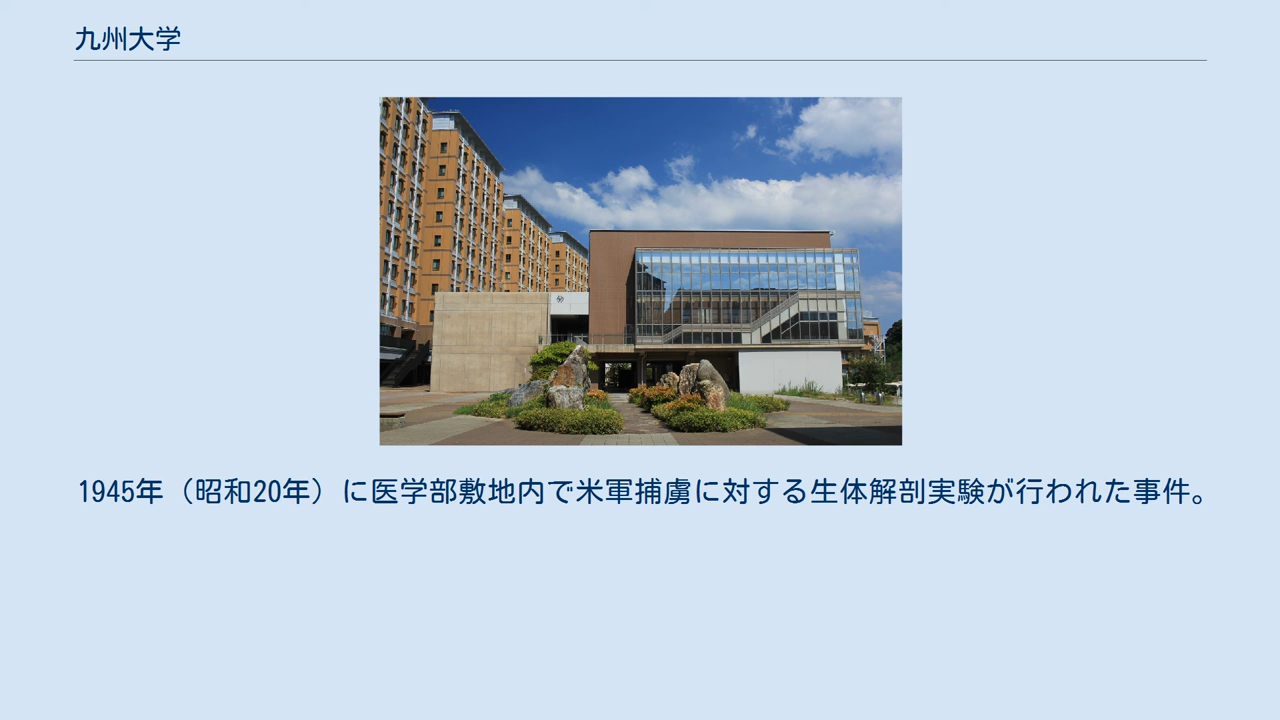 九州大学
1945年（昭和20年）に医学部敷地内で米軍捕虜に対する生体解剖実験が行われた事件。